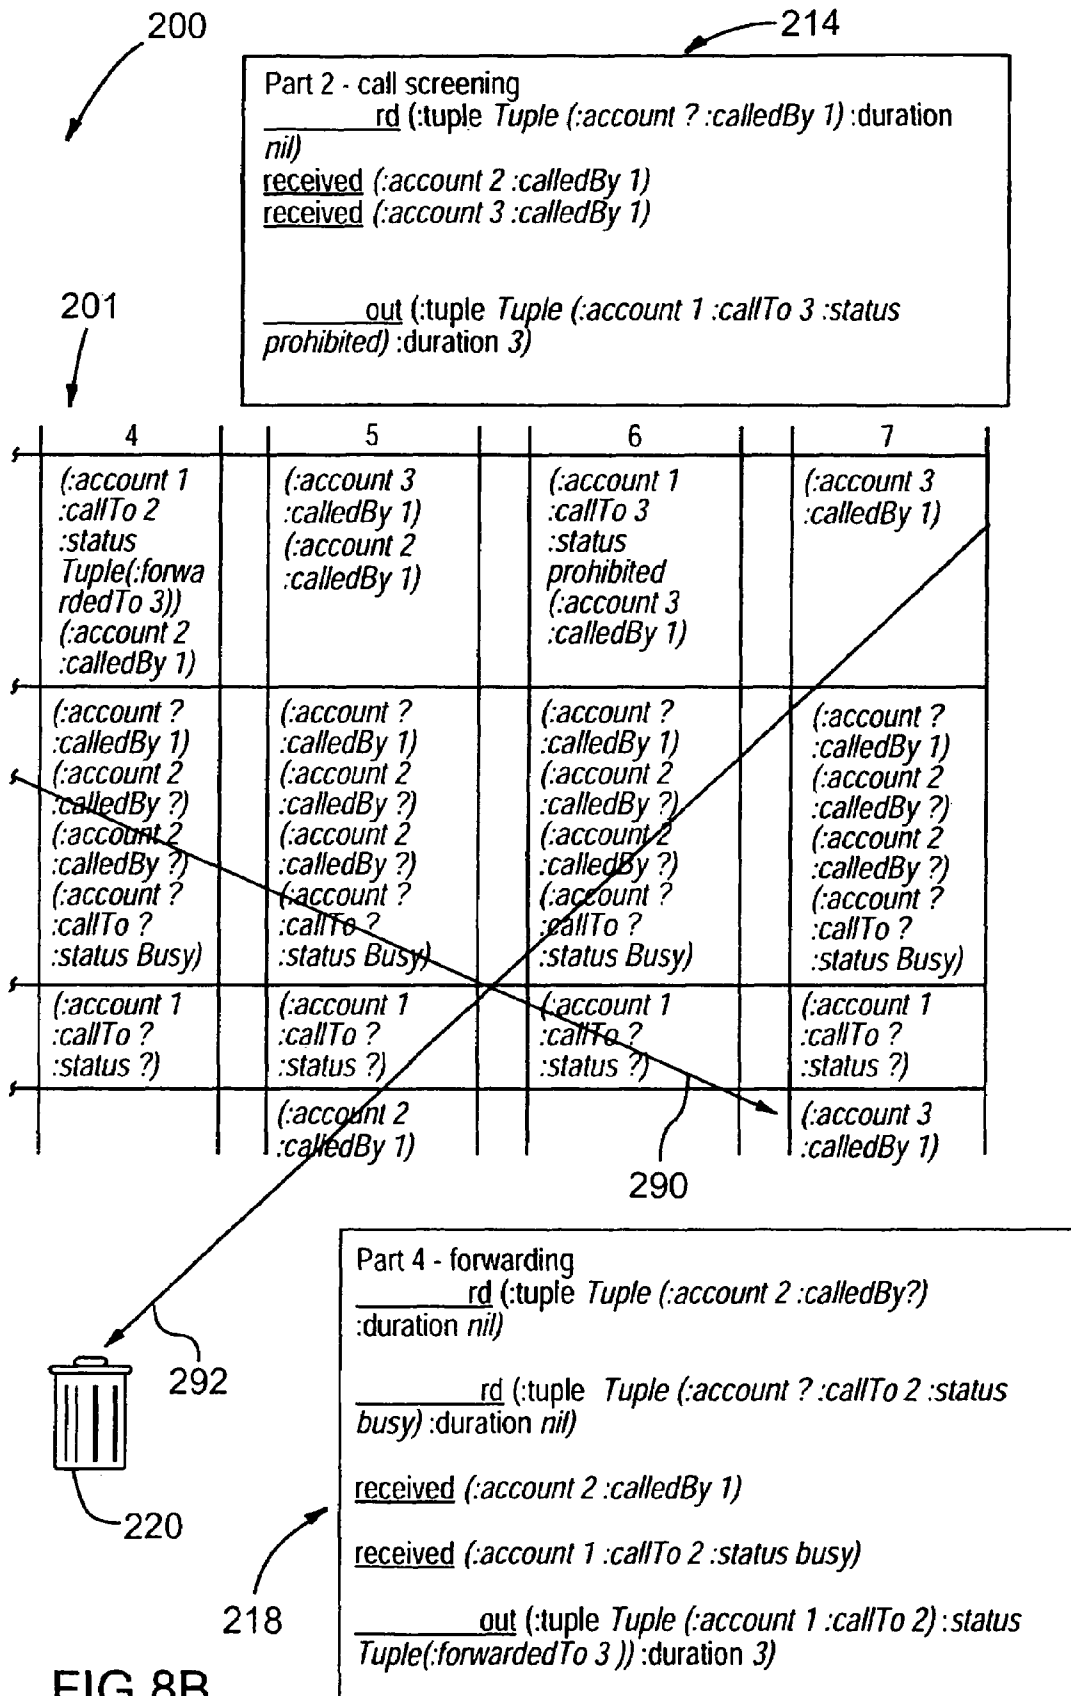 200
214
Part 2 - call screening
rd (:tuple Tuple (:account ? :calledBy 1) :duration
nil)
received (:account 2 :calledBy 1)
received (:account 3 :calledBy 1)
out (:tuple Tuple (:account 1 :callTo 3 :status
prohibited) :duration 3)
201
4 5 6 7
(:account 1
:callTo 2
:status
Tuple(:forwa
rdedTo 3))
(:account 2
:calledBy 1)
(:account 3
:calledBy 1)
(:account 2
:calledBy 1)
(:account 1
:callTo 3
:status
prohibited
(:account 3
:calledBy 1)
(:account 3
:calledBy 1)
(:account ?
:calledBy 1)
(:account 2
:calledBy ?)
(:account 2
:calledBy ?)
(:account ?
:callTo ?
:status Busy)
(:account ?
:calledBy 1)
(:account 2
:calledBy ?)
(:account 2
:calledBy ?)
(:account ?
:callTo ?
:status Busy)
(:account ?
:calledBy 1)
(:account 2
:calledBy ?)
(:account 2
:calledBy ?)
(:account ?
:callTo ?
:status Busy)
(:account ?
:calledBy 1)
(:account 2
:calledBy ?)
(:account 2
:calledBy ?)
(:account ?
:callTo ?
:status Busy)
(:account 1
:callTo ?
:status ?)
(:account 1
:callTo ?
:status ?)
(:account 1
:callTo ?
:status ?)
(:account 1
:callTo ?
:status ?)
(:account 2
:calledBy 1)
(:account 3
:calledBy 1)
290
292
220
218
Part 4 - forwarding
rd (:tuple Tuple (:account 2 :calledBy?)
:duration nil)
rd (:tuple Tuple (:account ? :callTo 2 :status
busy) :duration nil)
received (:account 2 :calledBy 1)
received (:account 1 :callTo 2 :status busy)
out (:tuple Tuple (:account 1 :callTo 2) :status
Tuple(:forwardedTo 3 )) :duration 3)
FIG.8B